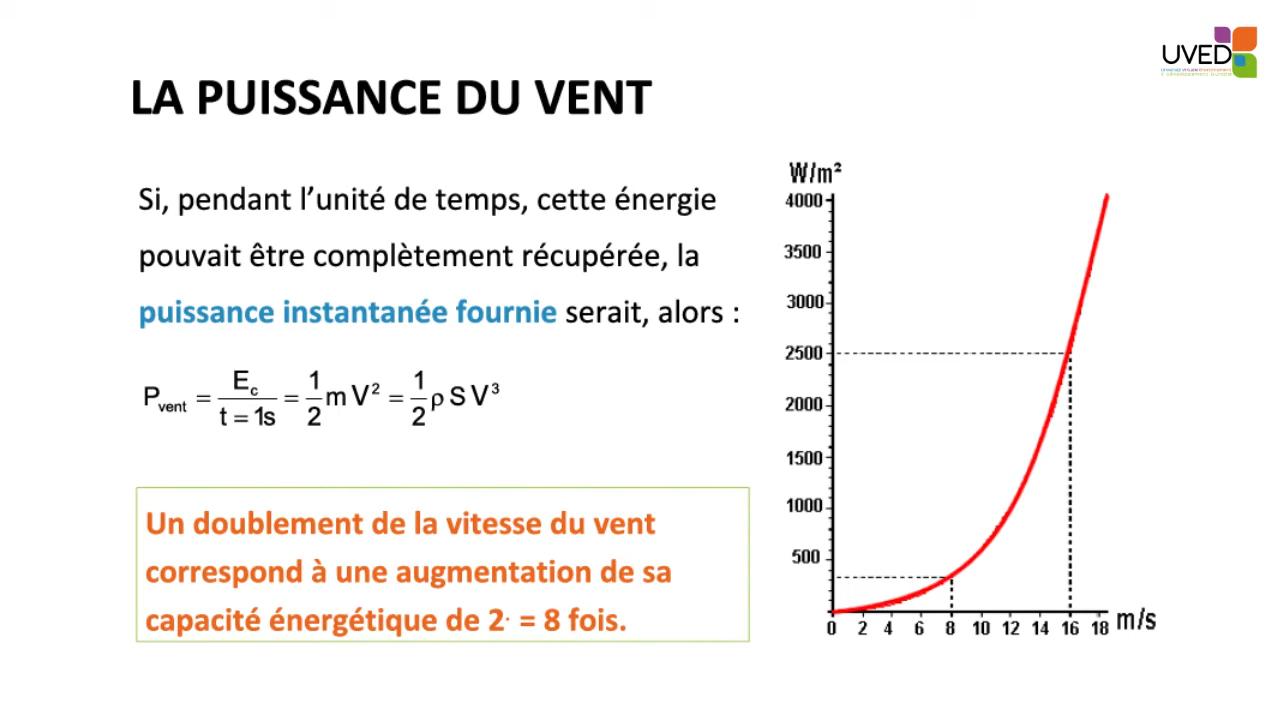 UVED
LA PUISSANCE DU VENT
Si, pendant l’unité de temps, cette énergie
pouvait être complètement récupérée, la
puissance instantanée fournie serait, alors :
P_vent = E_c / t = 1s = 1/2 m V² = 1/2 ρ S V³
Un doublement de la vitesse du vent
correspond à une augmentation de sa
capacité énergétique de 2· = 8 fois.
W/m²
4000
3500
3000
2500
2000
1500
1000
500
0 2 4 6 8 10 12 14 16 18 m/s